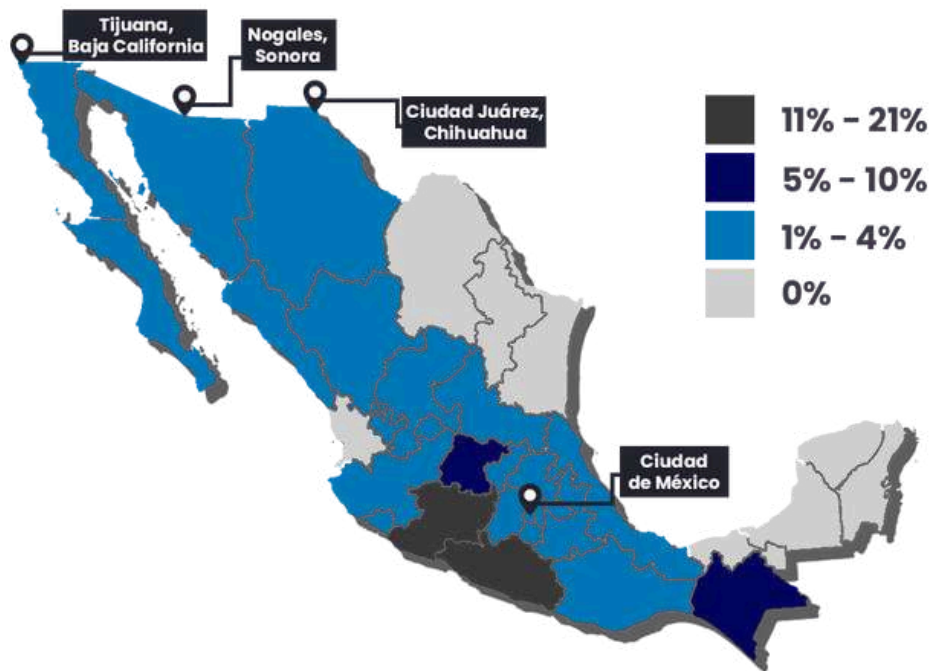 Tijuana,
Baja California
Nogales,
Sonora
Ciudad Juárez,
Chihuahua
11% – 21%
5% – 10%
1% – 4%
0%
Ciudad
de México